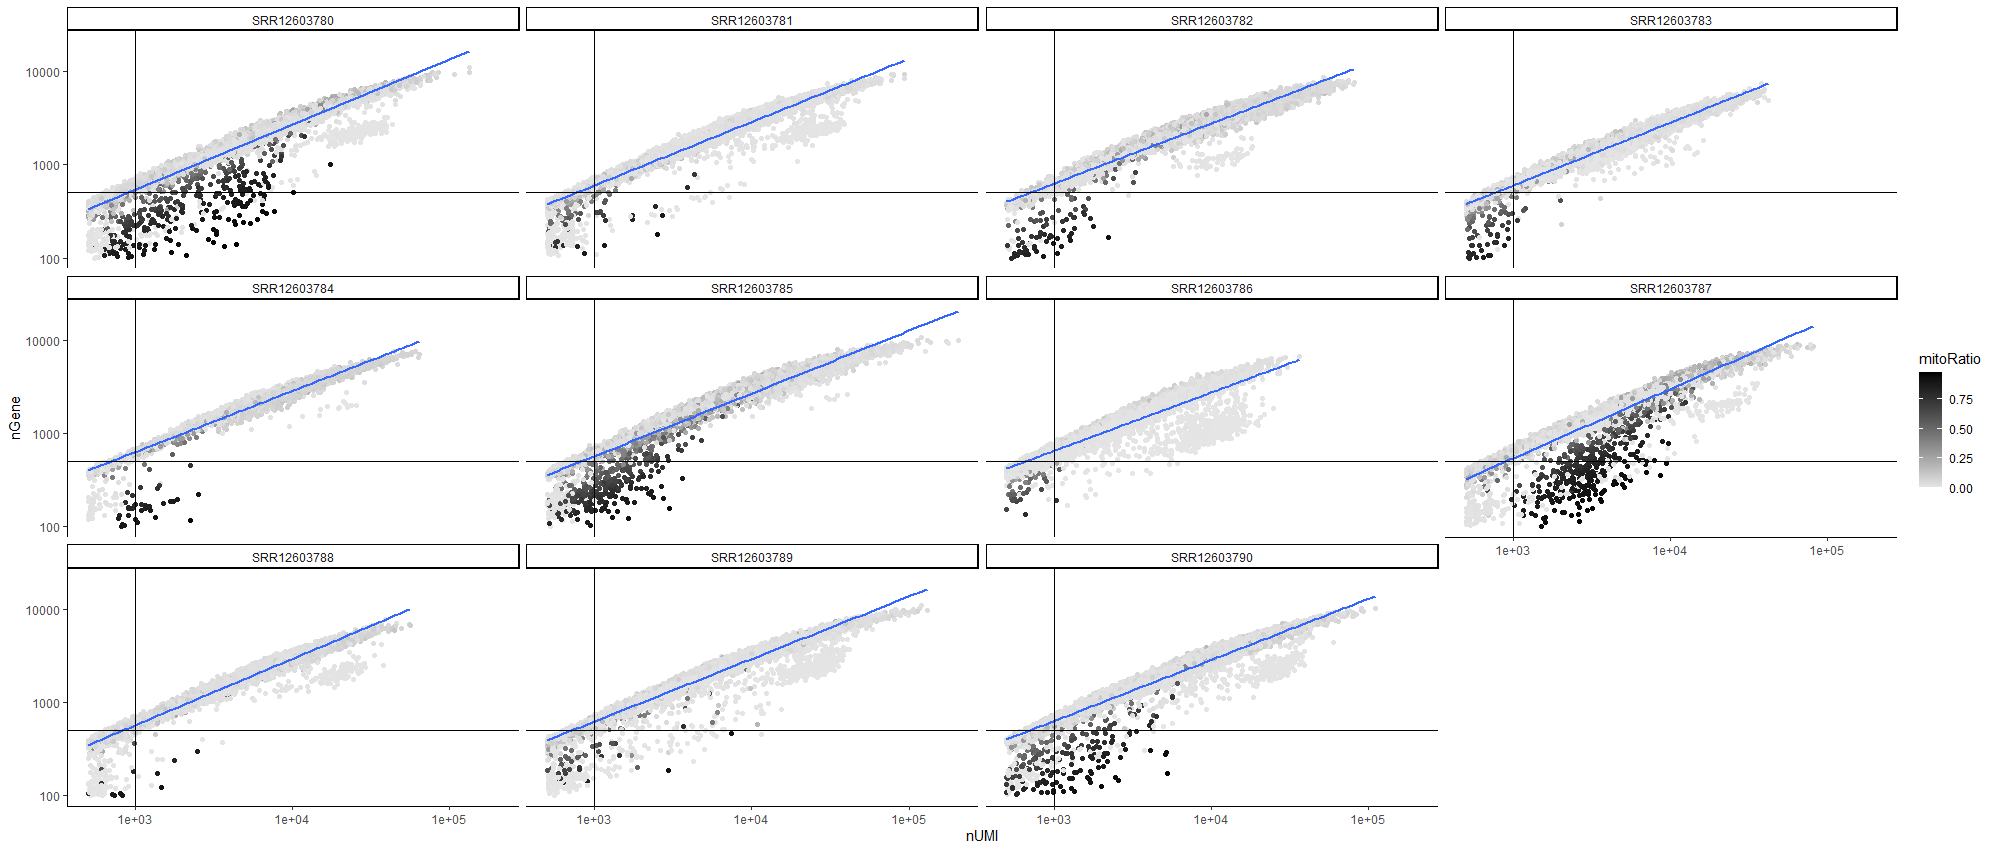 SRR12603780 SRR12603781 SRR12603782 SRR12603783
10000
1000
100
SRR12603784 SRR12603785 SRR12603786 SRR12603787
10000
1000
100
1e+03 1e+04 1e+05
SRR12603788 SRR12603789 SRR12603790
10000
1000
100
1e+03 1e+04 1e+05 1e+03 1e+04 1e+05 1e+03 1e+04 1e+05
nUMI
nGene
mitoRatio
0.75
0.50
0.25
0.00